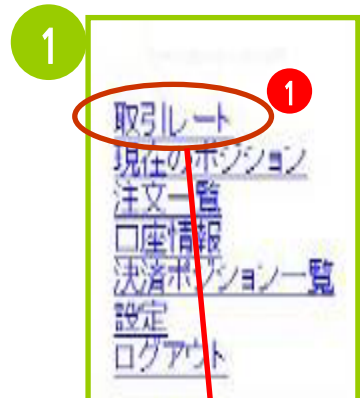 1
1
取引レート
現在のポジション
注文一覧
口座情報
決済ポジション一覧
設定
ログアウト